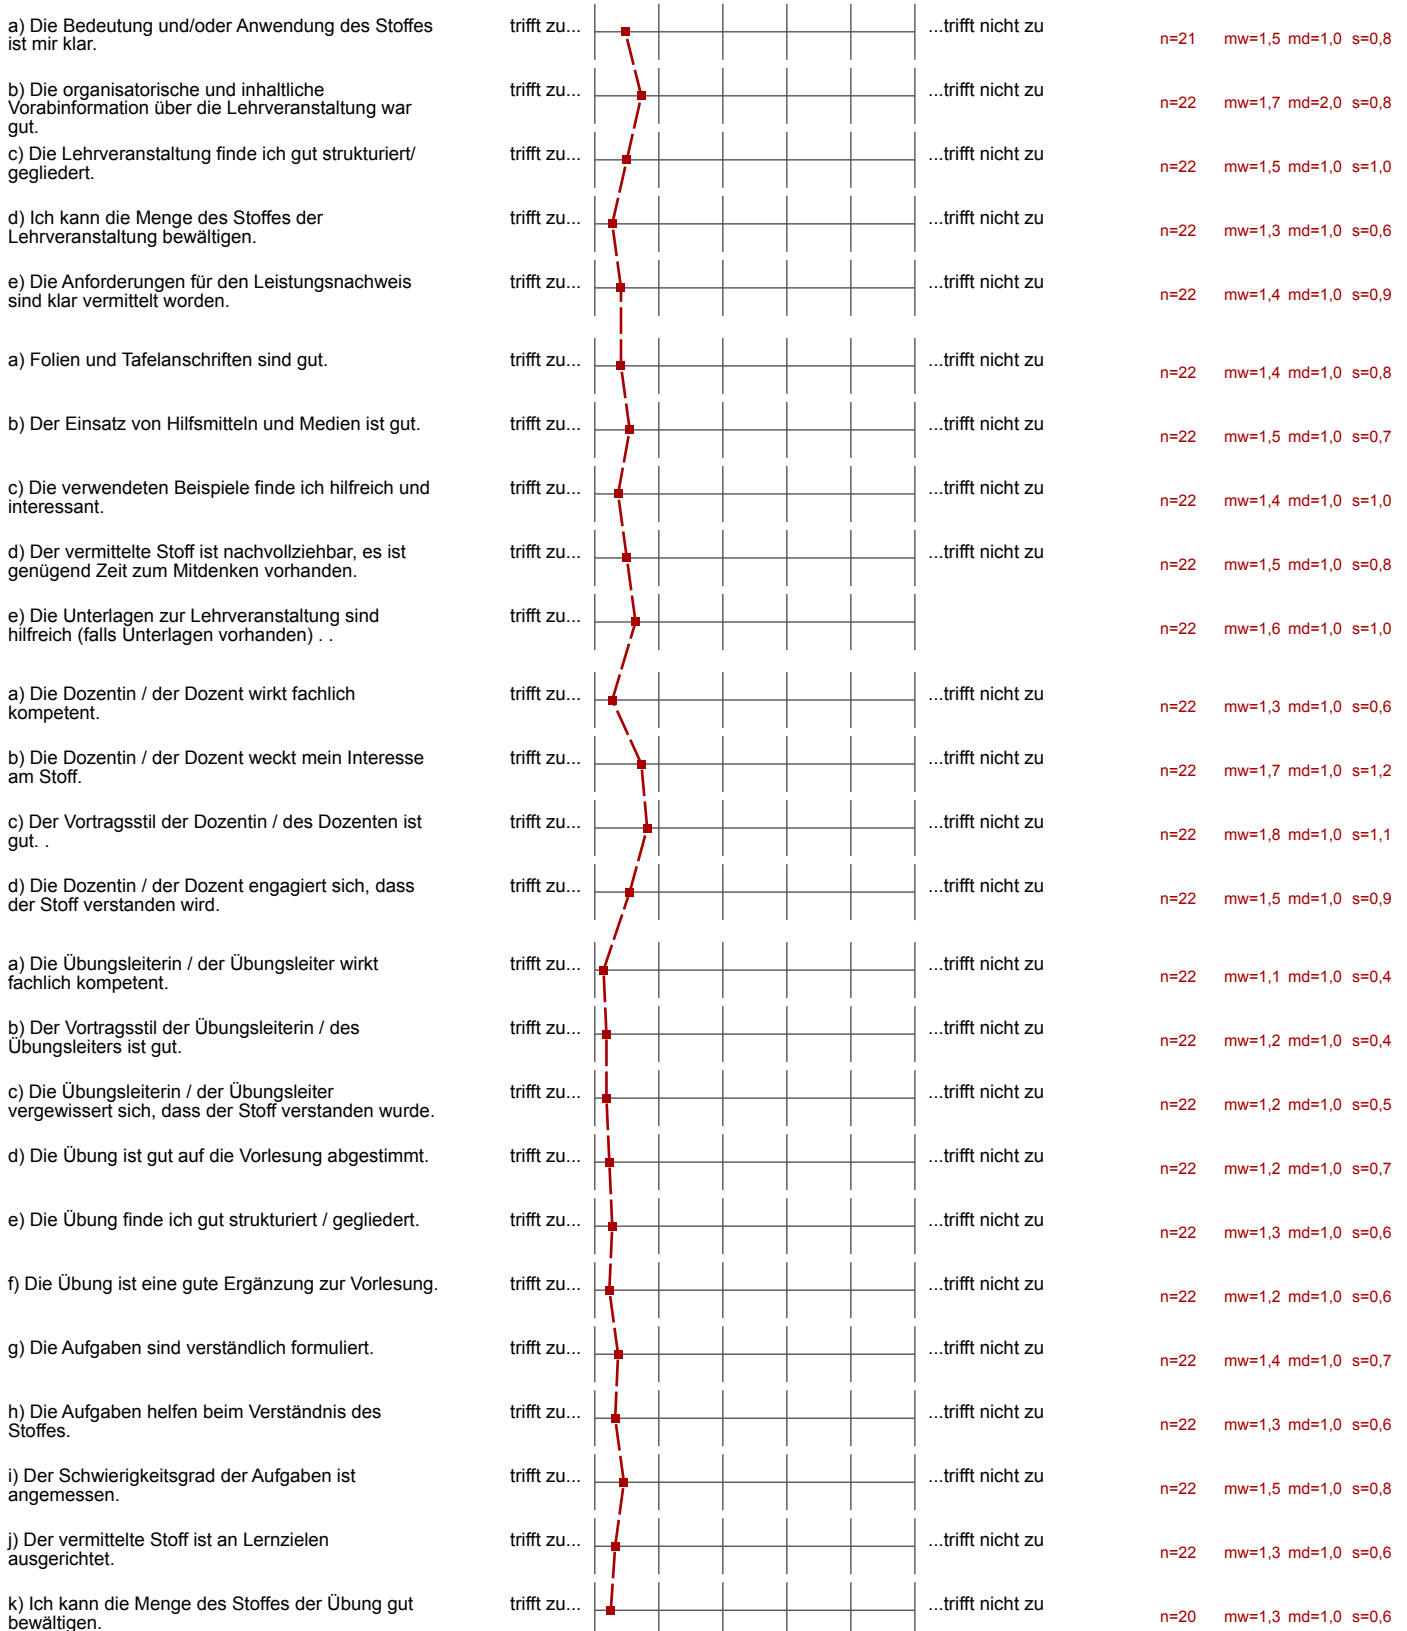 a) Die Bedeutung und/oder Anwendung des Stoffes
ist mir klar.
trifft zu...
...trifft nicht zu
n=21 mw=1,5 md=1,0 s=0,8
b) Die organisatorische und inhaltliche
Vorabinformation über die Lehrveranstaltung war
gut.
trifft zu...
...trifft nicht zu
n=22 mw=1,7 md=2,0 s=0,8
c) Die Lehrveranstaltung finde ich gut strukturiert/
gegliedert.
trifft zu...
...trifft nicht zu
n=22 mw=1,5 md=1,0 s=1,0
d) Ich kann die Menge des Stoffes der
Lehrveranstaltung bewältigen.
trifft zu...
...trifft nicht zu
n=22 mw=1,3 md=1,0 s=0,6
e) Die Anforderungen für den Leistungsnachweis
sind klar vermittelt worden.
trifft zu...
...trifft nicht zu
n=22 mw=1,4 md=1,0 s=0,9
a) Folien und Tafelanschriften sind gut.
trifft zu...
...trifft nicht zu
n=22 mw=1,4 md=1,0 s=0,8
b) Der Einsatz von Hilfsmitteln und Medien ist gut.
trifft zu...
...trifft nicht zu
n=22 mw=1,5 md=1,0 s=0,7
c) Die verwendeten Beispiele finde ich hilfreich und
interessant.
trifft zu...
...trifft nicht zu
n=22 mw=1,4 md=1,0 s=1,0
d) Der vermittelte Stoff ist nachvollziehbar, es ist
genügend Zeit zum Mitdenken vorhanden.
trifft zu...
...trifft nicht zu
n=22 mw=1,5 md=1,0 s=0,8
e) Die Unterlagen zur Lehrveranstaltung sind
hilfreich (falls Unterlagen vorhanden) . .
trifft zu...
n=22 mw=1,6 md=1,0 s=1,0
a) Die Dozentin / der Dozent wirkt fachlich
kompetent.
trifft zu...
...trifft nicht zu
n=22 mw=1,3 md=1,0 s=0,6
b) Die Dozentin / der Dozent weckt mein Interesse
am Stoff.
trifft zu...
...trifft nicht zu
n=22 mw=1,7 md=1,0 s=1,2
c) Der Vortragsstil der Dozentin / des Dozenten ist
gut. .
trifft zu...
...trifft nicht zu
n=22 mw=1,8 md=1,0 s=1,1
d) Die Dozentin / der Dozent engagiert sich, dass
der Stoff verstanden wird.
trifft zu...
...trifft nicht zu
n=22 mw=1,5 md=1,0 s=0,9
a) Die Übungsleiterin / der Übungsleiter wirkt
fachlich kompetent.
trifft zu...
...trifft nicht zu
n=22 mw=1,1 md=1,0 s=0,4
b) Der Vortragsstil der Übungsleiterin / des
Übungsleiters ist gut.
trifft zu...
...trifft nicht zu
n=22 mw=1,2 md=1,0 s=0,4
c) Die Übungsleiterin / der Übungsleiter
vergewissert sich, dass der Stoff verstanden wurde.
trifft zu...
...trifft nicht zu
n=22 mw=1,2 md=1,0 s=0,5
d) Die Übung ist gut auf die Vorlesung abgestimmt.
trifft zu...
...trifft nicht zu
n=22 mw=1,2 md=1,0 s=0,7
e) Die Übung finde ich gut strukturiert / gegliedert.
trifft zu...
...trifft nicht zu
n=22 mw=1,3 md=1,0 s=0,6
f) Die Übung ist eine gute Ergänzung zur Vorlesung.
trifft zu...
...trifft nicht zu
n=22 mw=1,2 md=1,0 s=0,6
g) Die Aufgaben sind verständlich formuliert.
trifft zu...
...trifft nicht zu
n=22 mw=1,4 md=1,0 s=0,7
h) Die Aufgaben helfen beim Verständnis des
Stoffes.
trifft zu...
...trifft nicht zu
n=22 mw=1,3 md=1,0 s=0,6
i) Der Schwierigkeitsgrad der Aufgaben ist
angemessen.
trifft zu...
...trifft nicht zu
n=22 mw=1,5 md=1,0 s=0,8
j) Der vermittelte Stoff ist an Lernzielen
ausgerichtet.
trifft zu...
...trifft nicht zu
n=22 mw=1,3 md=1,0 s=0,6
k) Ich kann die Menge des Stoffes der Übung gut
bewältigen.
trifft zu...
...trifft nicht zu
n=20 mw=1,3 md=1,0 s=0,6